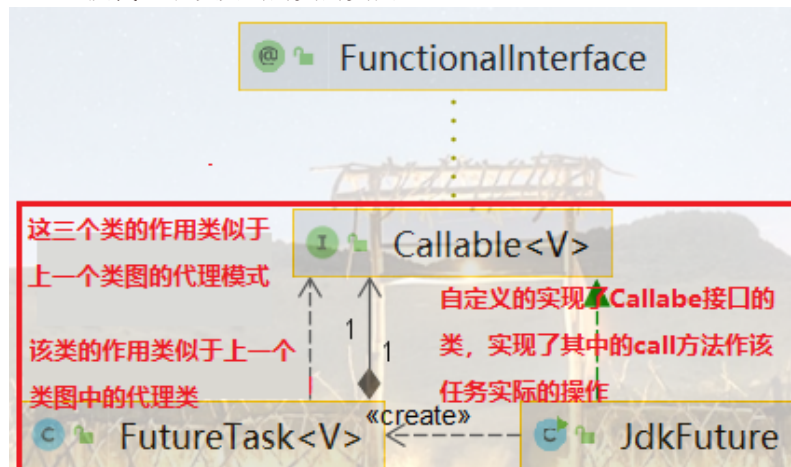 FunctionalInterface
这三个类的作用类似于
上一个类图的代理模式
Callable<V>
自定义的实现了Callabe接口的
类，实现了其中的call方法作该
任务实际的操作
1
1
该类的作用类似于上一个
类图中的代理类
«create»
FutureTask<V>
JdkFuture